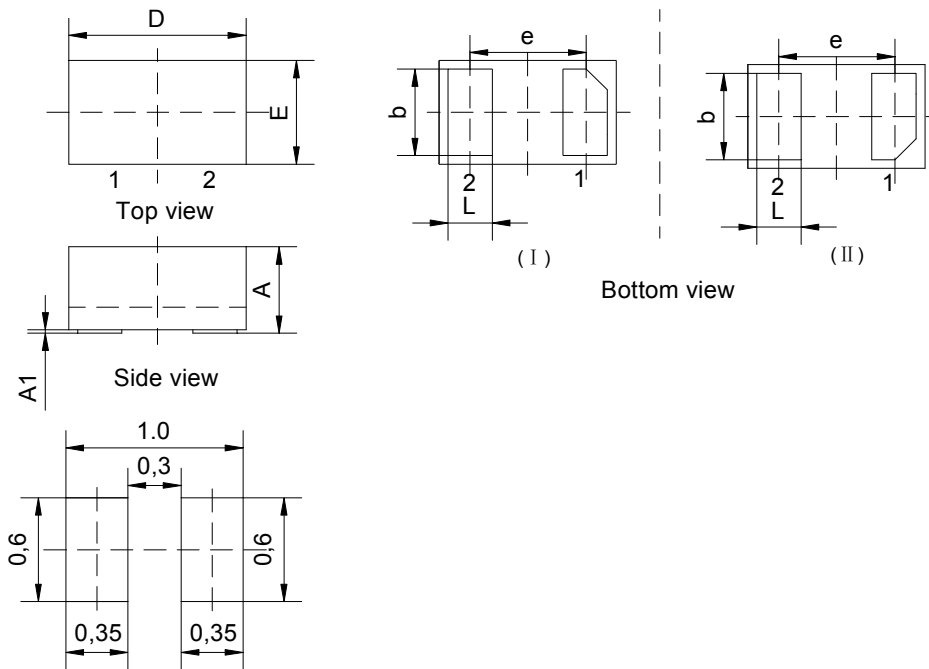 D
E
1 2
Top view
A
A1
Side view
e
b
2 1
L
(Ⅰ)
e
b
2 1
L
(Ⅱ)
Bottom view
1.0
0,3
0,6
0,6
0,35 0,35